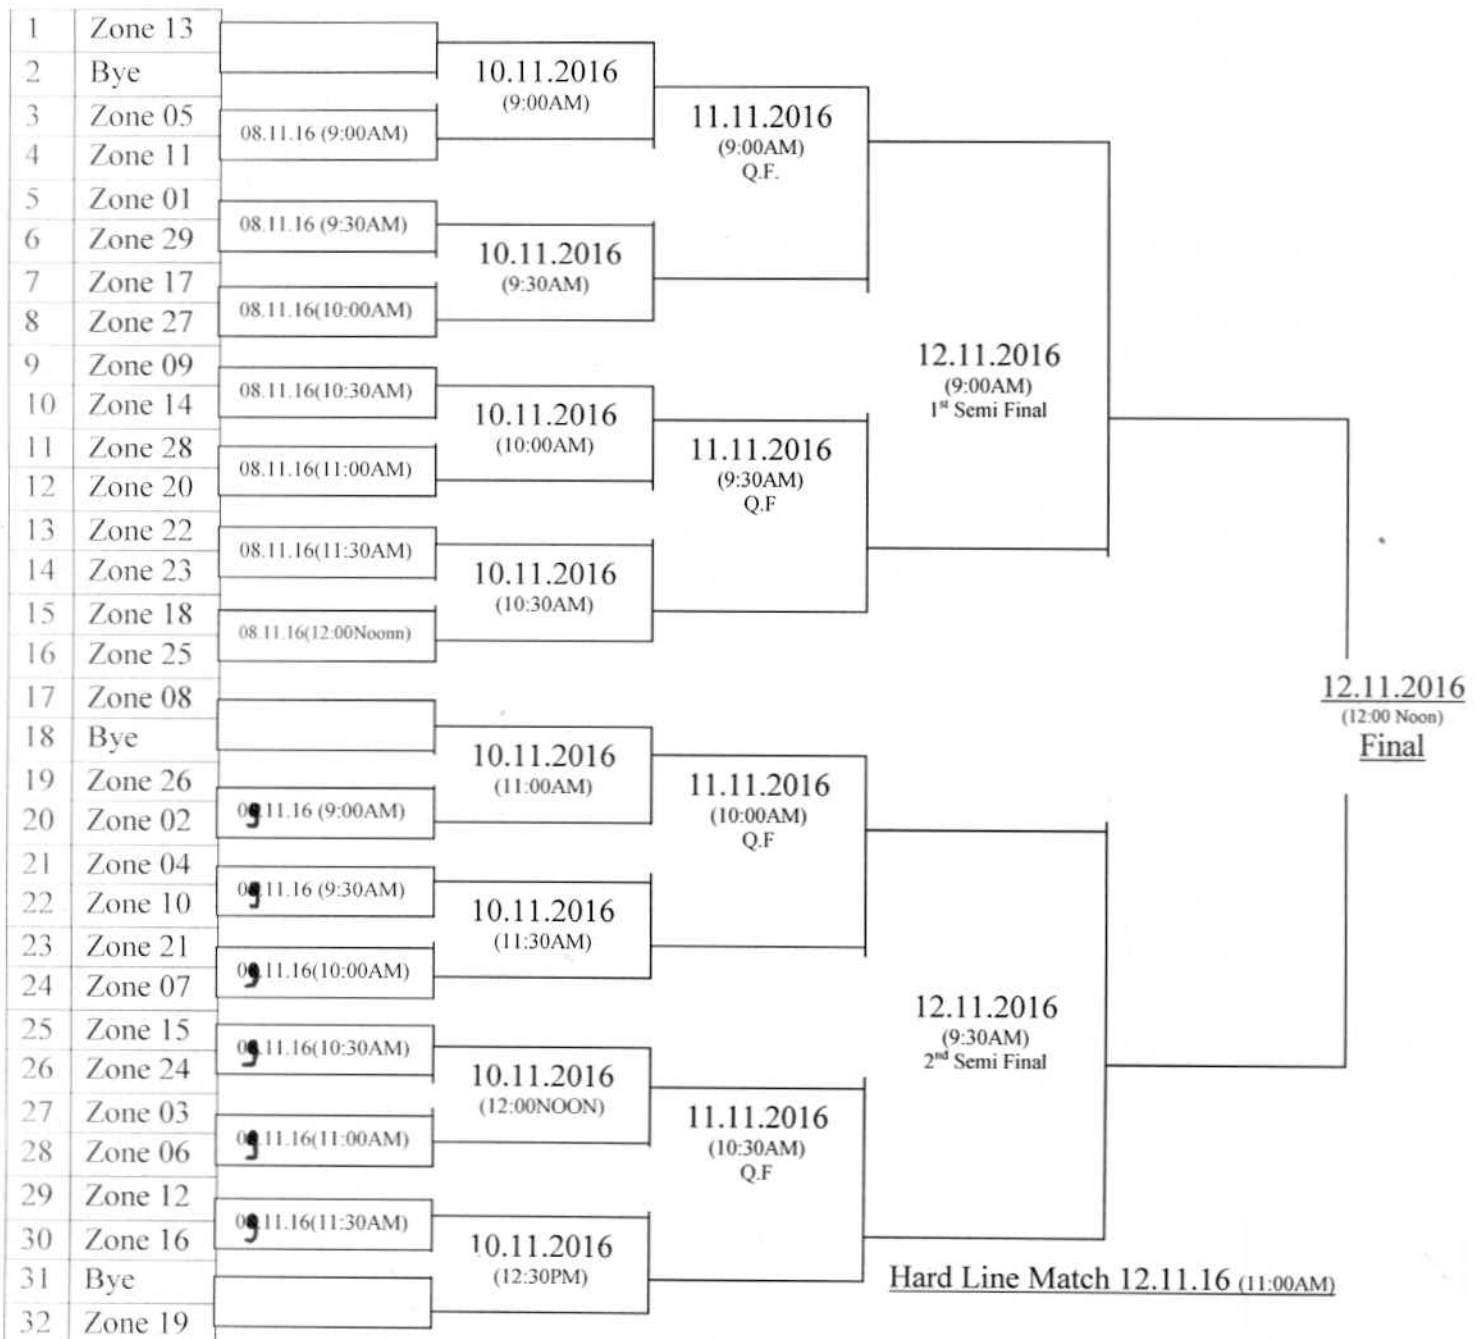 1 Zone 13
2 Bye
3 Zone 05
4 Zone 11
5 Zone 01
6 Zone 29
7 Zone 17
8 Zone 27
9 Zone 09
10 Zone 14
11 Zone 28
12 Zone 20
13 Zone 22
14 Zone 23
15 Zone 18
16 Zone 25
17 Zone 08
18 Bye
19 Zone 26
20 Zone 02
21 Zone 04
22 Zone 10
23 Zone 21
24 Zone 07
25 Zone 15
26 Zone 24
27 Zone 03
28 Zone 06
29 Zone 12
30 Zone 16
31 Bye
32 Zone 19
08.11.16 (9:00AM)
08.11.16 (9:30AM)
08.11.16(10:00AM)
08.11.16(10:30AM)
08.11.16(11:00AM)
08.11.16(11:30AM)
08.11.16(12:00Noonn)
09.11.16 (9:00AM)
09.11.16 (9:30AM)
09.11.16(10:00AM)
09.11.16(10:30AM)
09.11.16(11:00AM)
09.11.16(11:30AM)
10.11.2016
(9:00AM)
10.11.2016
(9:30AM)
10.11.2016
(10:00AM)
10.11.2016
(10:30AM)
10.11.2016
(11:00AM)
10.11.2016
(11:30AM)
10.11.2016
(12:00NOON)
10.11.2016
(12:30PM)
11.11.2016
(9:00AM)
Q.F.
11.11.2016
(9:30AM)
Q.F
11.11.2016
(10:00AM)
Q.F
11.11.2016
(10:30AM)
Q.F
12.11.2016
(9:00AM)
1st Semi Final
12.11.2016
(9:30AM)
2nd Semi Final
12.11.2016
(12:00 Noon)
Final
Hard Line Match 12.11.16 (11:00AM)